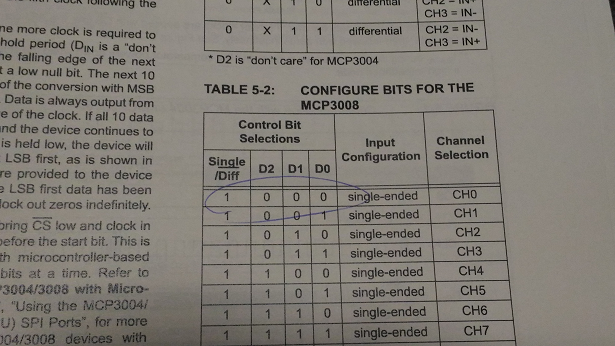 fifth clock following the
one more clock is required to
hold period (DIN is a "don't
he falling edge of the next
t a low null bit. The next 10
of the conversion with MSB
Data is always output from
e of the clock. If all 10 data
nd the device continues to
is held low, the device will
LSB first, as is shown in
re provided to the device
e LSB first data has been
lock out zeros indefinitely.
bring CS low and clock in
before the start bit. This is
th microcontroller-based
bits at a time. Refer to
P3004/3008 with Micro-
, "Using the MCP3004/
U) SPI Ports", for more
004/3008 devices with
0 X 1 0 differential CH2 = IN-
CH3 = IN-
0 X 1 1 differential CH2 = IN-
CH3 = IN+
* D2 is "don't care" for MCP3004
TABLE 5-2: CONFIGURE BITS FOR THE
MCP3008
Control Bit
Selections
Input
Configuration
Channel
Selection
Single
/Diff D2 D1 D0
1 0 0 0 single-ended CH0
1 0 0 1 single-ended CH1
1 0 1 0 single-ended CH2
1 0 1 1 single-ended CH3
1 1 0 0 single-ended CH4
1 1 0 1 single-ended CH5
1 1 1 0 single-ended CH6
1 1 1 1 single-ended CH7